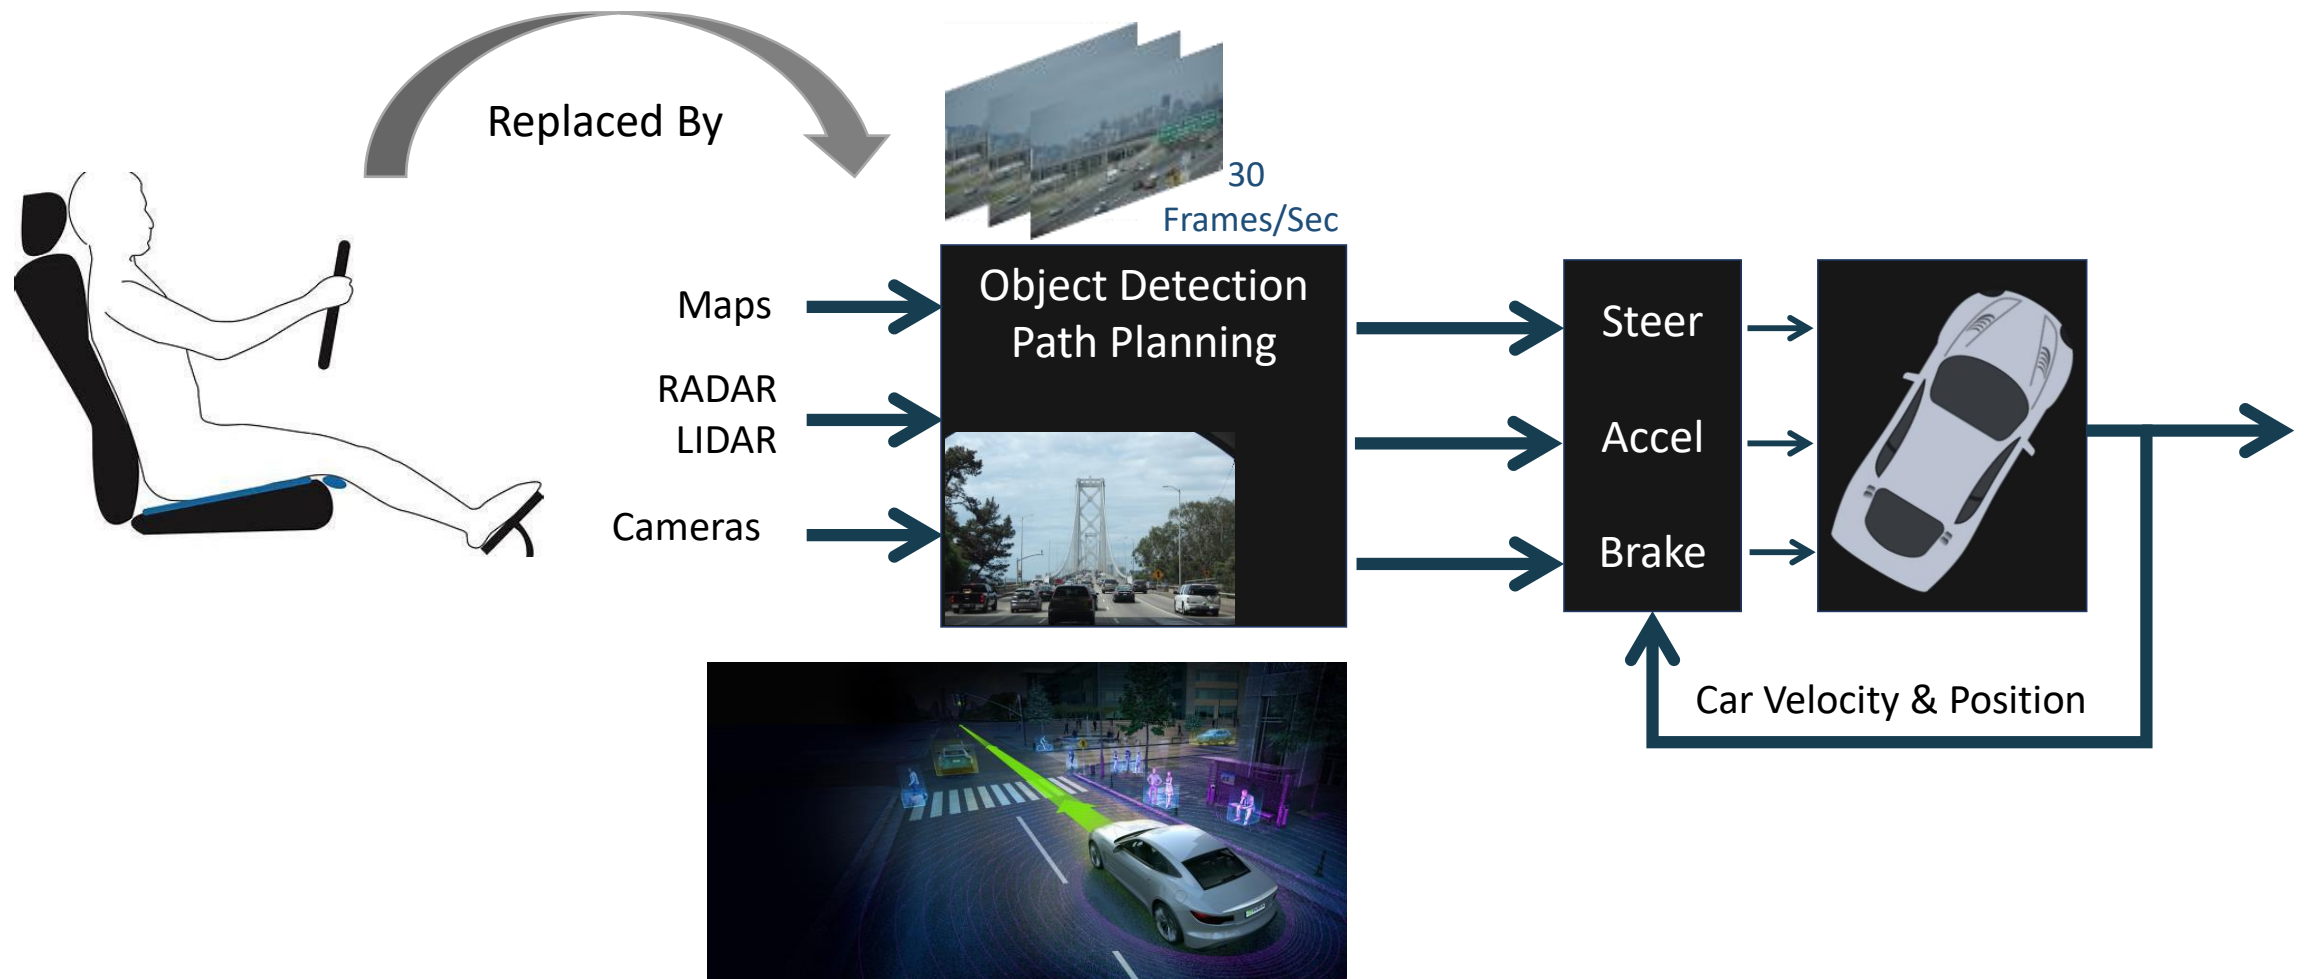 Replaced By
30
Frames/Sec
Maps
RADAR
LIDAR
Cameras
Object Detection
Path Planning
Steer
Accel
Brake
Car Velocity & Position